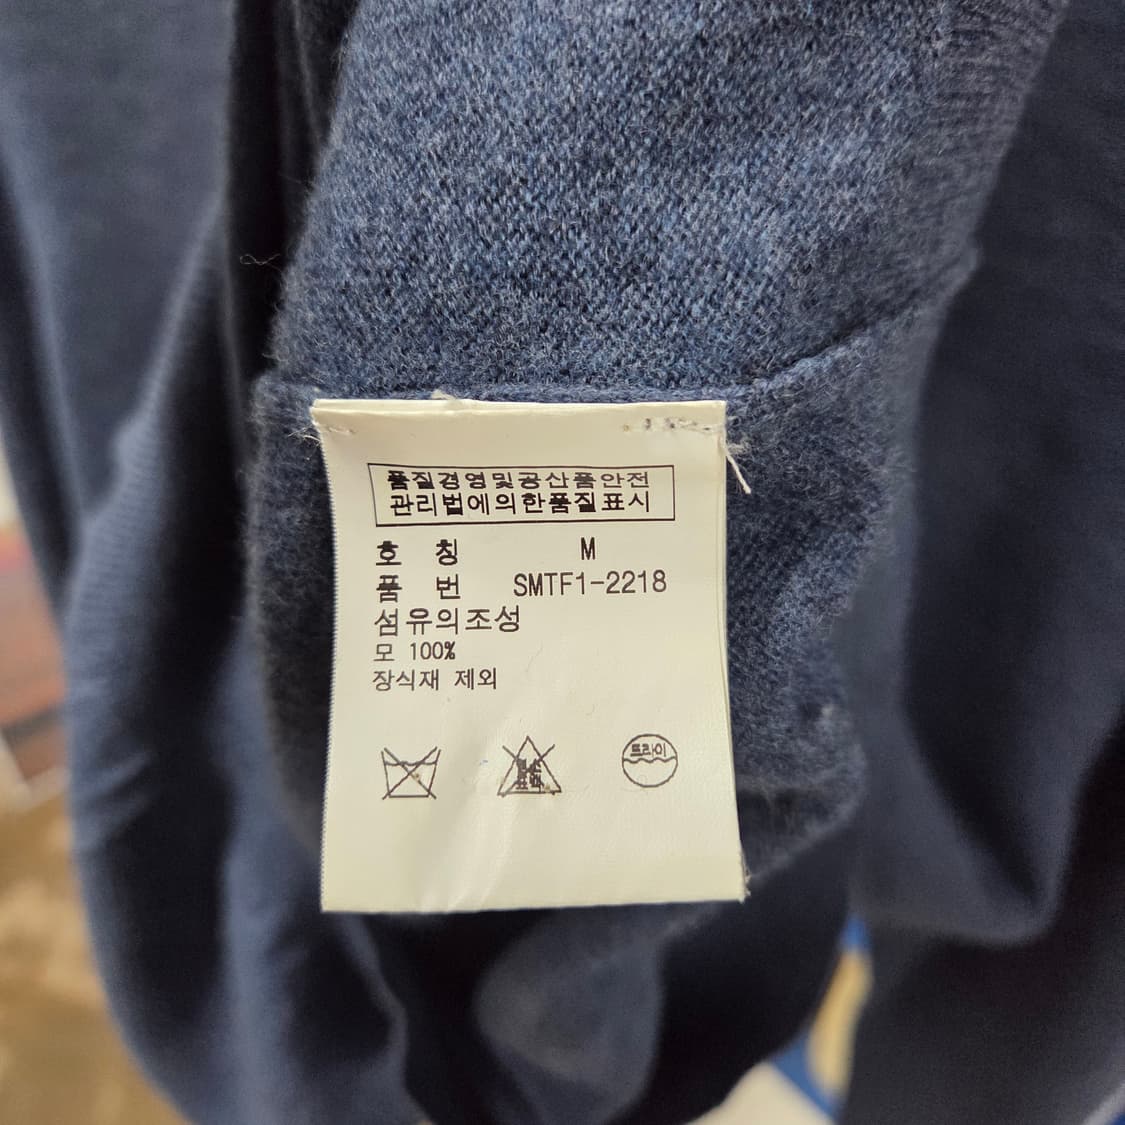 품질경영및공산품안전
관리법에의한품질표시
호 칭 M
품 번 SMTF1-2218
섬유의조성
모 100%
장식재 제외
드라이